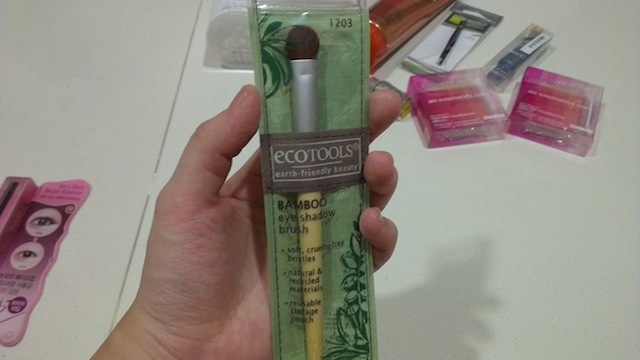 1203
ecoTOOLS®
earth-friendly beauty
BAMBOO
eye shadow
brush
soft, cruelty free
bristles
natural &
recycled
materials
reusable
storage
pouch